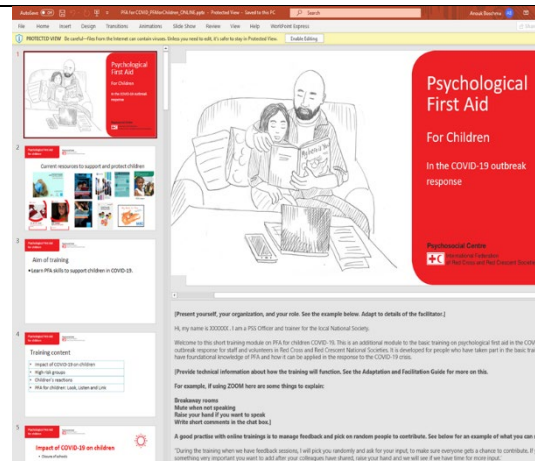 AutoSave
Protected View • Saved to this PC
Search
File Home Insert Design Transitions Animations Slide Show Review View Help
PROTECTED VIEW Be careful—files from the Internet can contain viruses. Unless you need to edit, it's safer to stay in Protected View. Enable Editing
1
Psychological
First Aid
For Children
In the COVID-19 outbreak
response
2
Current resources to support and protect children
3
Aim of training
•Learn PFA skills to support children in COVID-19.
4
Training content
Impact of COVID-19 on children
High-risk groups
Children's reactions
PFA for children: Look, Listen and Link
5
Impact of COVID-19 on children
Psychological
First Aid
For Children
In the COVID-19 outbreak
response
Psychosocial Centre
International Federation
of Red Cross and Red Crescent Societies
[Present yourself, your organization, and your role. See the example below. Adapt to details of the facilitator.]
Hi, my name is XXXXXX. I am a PSS Officer and trainer for the local National Society.
Welcome to this short training module on PFA for children COVID-19. This is an additional module to the basic training on psychological first aid in the COV
outbreak response for staff and volunteers in Red Cross and Red Crescent National Societies. It is developed for people who have taken part in the basic train
have foundational knowledge of PFA and how it can be applied in the response to the COVID-19 crisis.
[Provide technical information about how the training will function. See the Adaptation and Facilitation Guide for more on this.
For example, if using ZOOM here are some things to explain:
Breakaway rooms
Mute when not speaking
Raise your hand if you want to speak
Write short comments in the chat box.]
A good practice with online trainings is to manage feedback and pick on random people to contribute. See below for an example of what you can s
"During the training when we have feedback sessions, I will pick you randomly and ask for your input, to make sure everyone gets a chance to contribute. If
something very important you want to add after your colleagues have shared, raise your hand and we will see if we have time for more input."